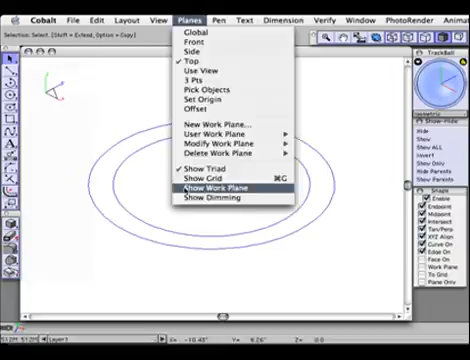 Cobalt File Edit Layout View Planes Pen Text Dimension Verify Window PhotoRender
Selection: Select. [Shift = Extend, Option = Copy]
Global
Front
Side
✓ Top
Use View
3 Pts
Pick Objects
Set Origin
Offset
New Work Plane...
User Work Plane
Modify Work Plane
Delete Work Plane
✓ Show Triad
Show Grid ⌘G
Show Work Plane
Show Dimming
TrackBall
Show-Hide
Hide
Show
Show ALL
Invert
Show Only
Hide Parents
Show Parents
Snaps
Enable
Endpoint
Midpoint
Intersect
Tan/Perp
XYZ Align
Curve On
Edge On
Face On
Work Plane
To Grid
Plane Only
Layer1